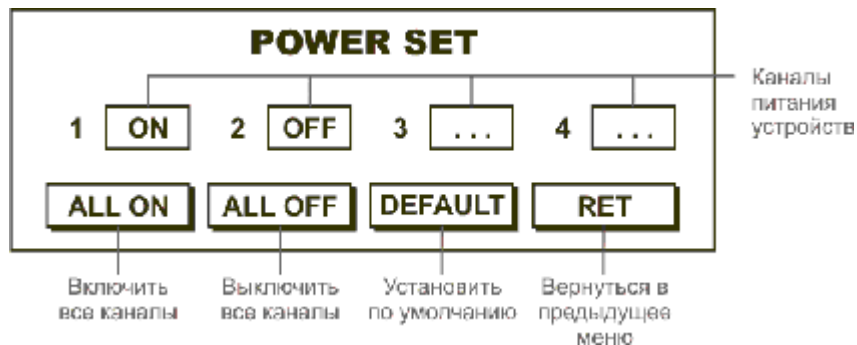 POWER SET
Каналы
питания
устройств
1 ON 2 OFF 3 ... 4 ...
ALL ON ALL OFF DEFAULT RET
Включить
все каналы
Выключить
все каналы
Установить
по умолчанию
Вернуться в
предыдущее
меню